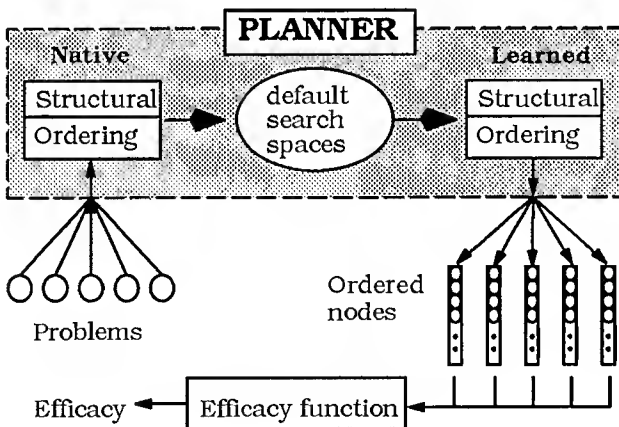 PLANNER
Native
Learned
Structural
Ordering
default
search
spaces
Structural
Ordering
Problems
Ordered
nodes
Efficacy
Efficacy function